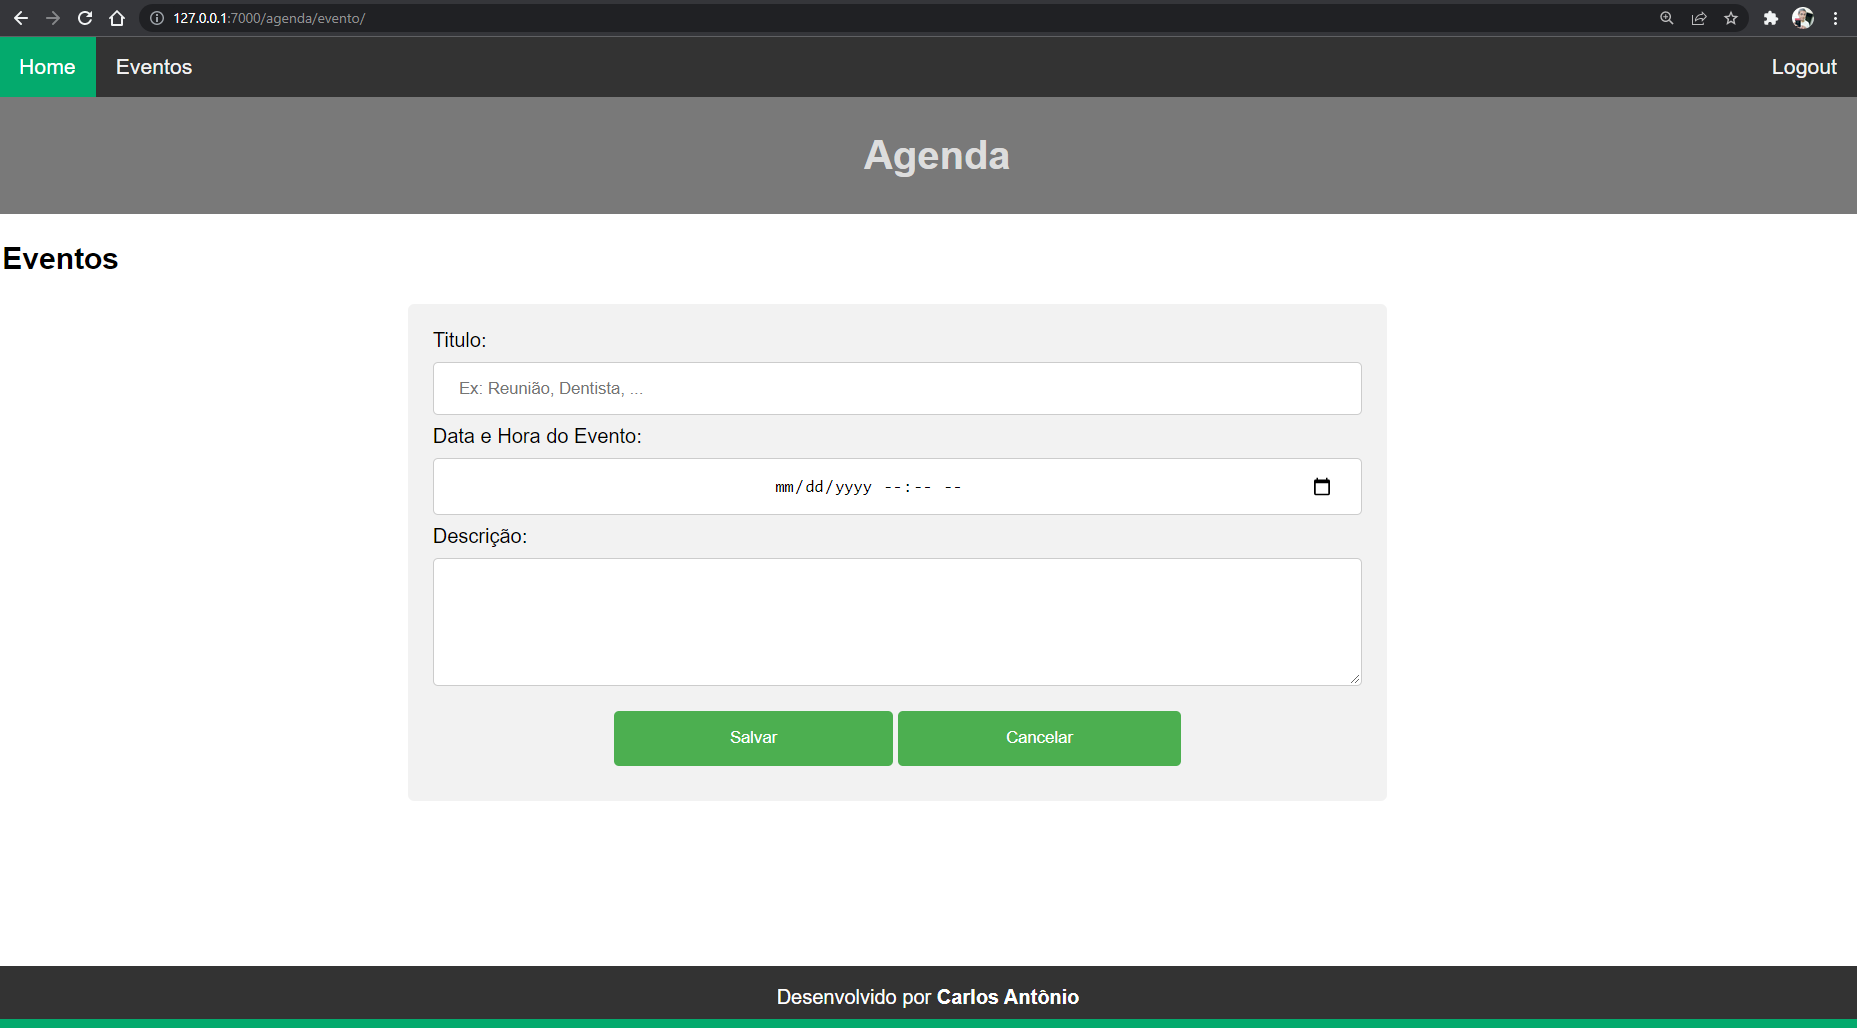 127.0.0.1:7000/agenda/evento/
Home Eventos Logout
Agenda
Eventos
Titulo:
Ex: Reunião, Dentista, ...
Data e Hora do Evento:
mm/dd/yyyy --:-- --
Descrição:
Salvar Cancelar
Desenvolvido por Carlos Antônio